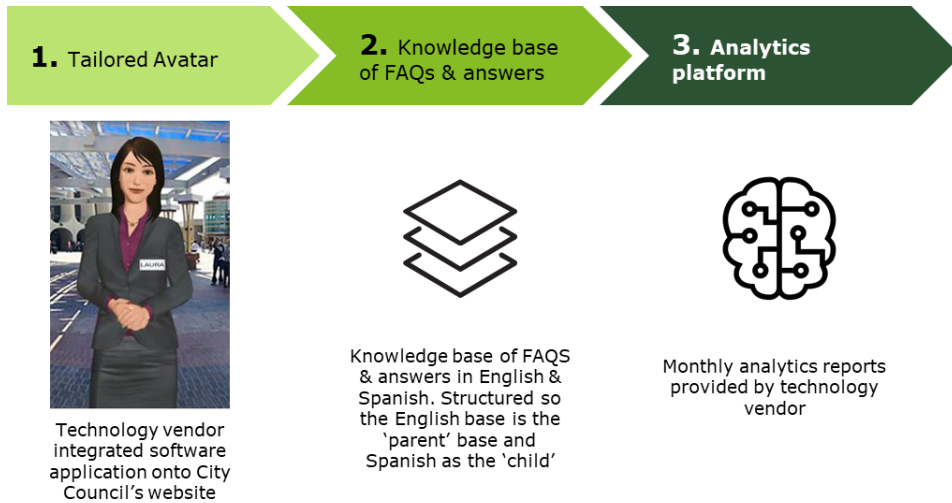 1. Tailored Avatar
2. Knowledge base
of FAQs & answers
3. Analytics
platform
LAURA
Technology vendor
integrated software
application onto City
Council's website
Knowledge base of FAQS
& answers in English &
Spanish. Structured so
the English base is the
‘parent’ base and
Spanish as the ‘child’
Monthly analytics reports
provided by technology
vendor